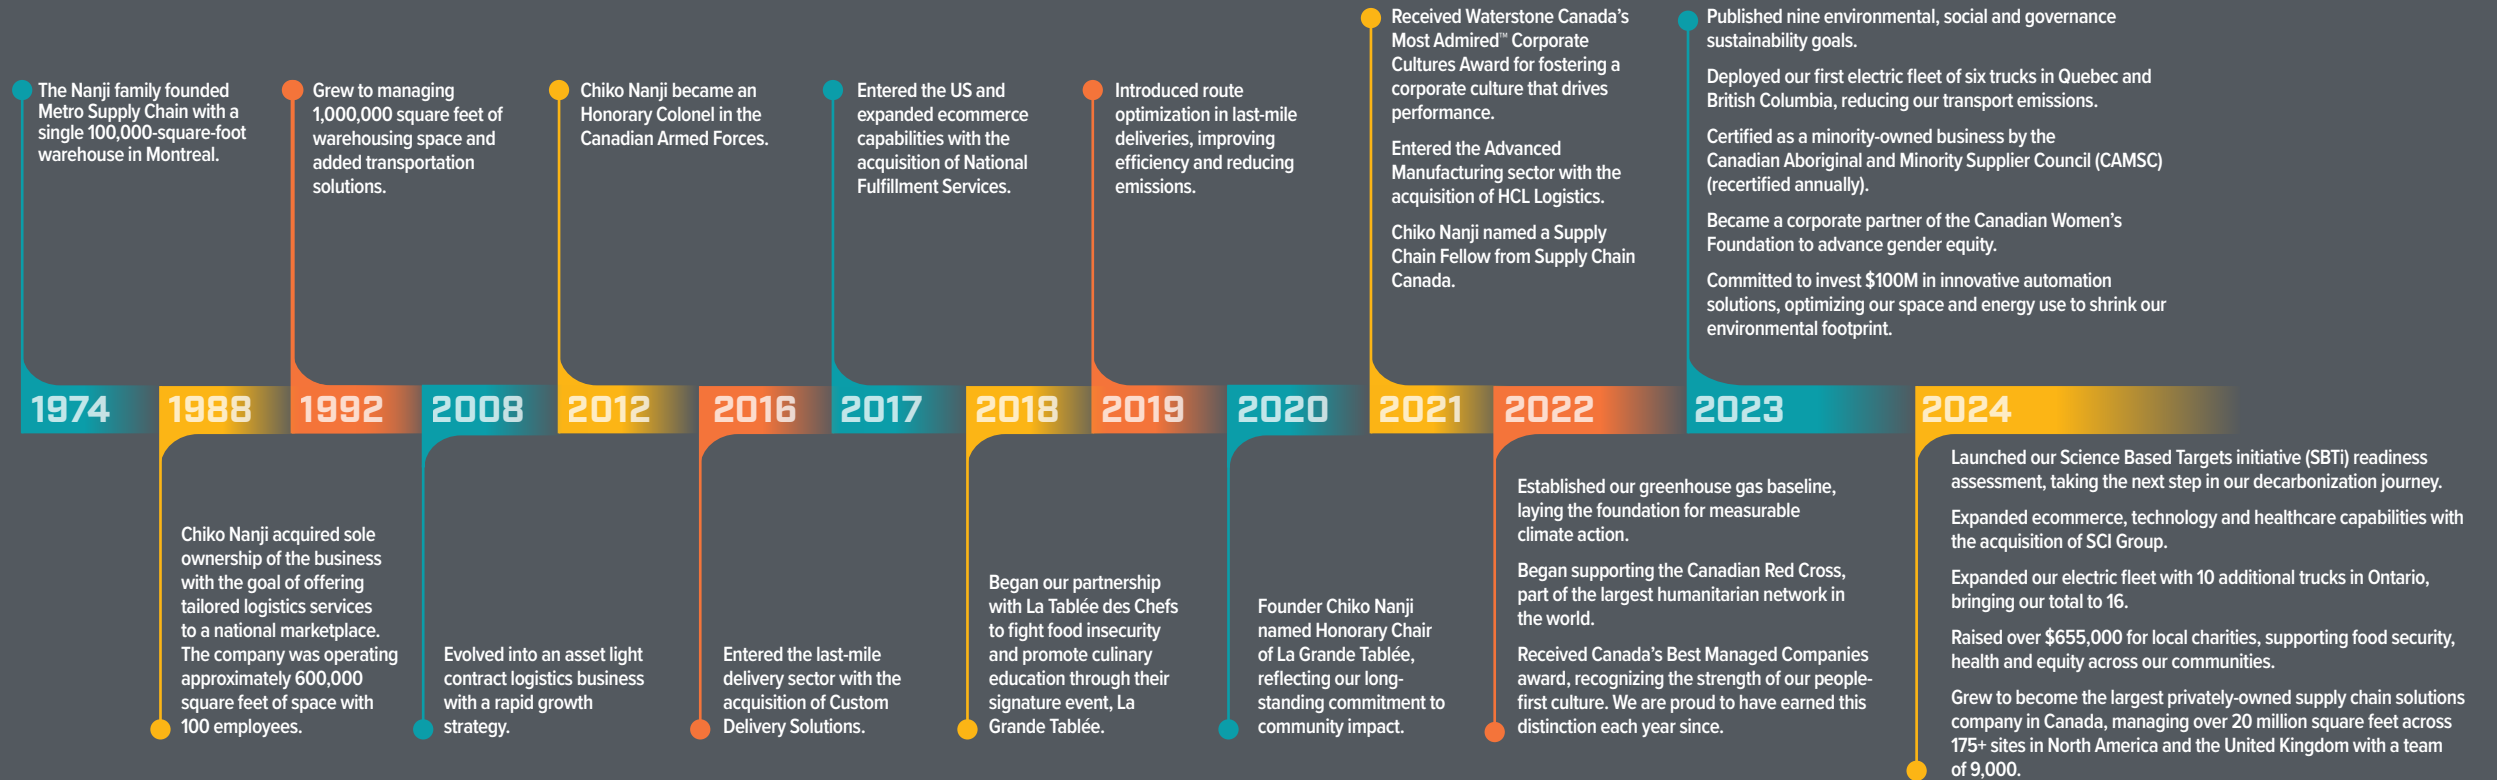 1974
The Nanji family founded
Metro Supply Chain with a
single 100,000-square-foot
warehouse in Montreal.
1988
Chiko Nanji acquired sole
ownership of the business
with the goal of offering
tailored logistics services
to a national marketplace.
The company was operating
approximately 600,000
square feet of space with
100 employees.
1992
Grew to managing
1,000,000 square feet of
warehousing space and
added transportation
solutions.
2008
Evolved into an asset light
contract logistics business
with a rapid growth
strategy.
2012
Chiko Nanji became an
Honorary Colonel in the
Canadian Armed Forces.
2016
Entered the last-mile
delivery sector with the
acquisition of Custom
Delivery Solutions.
2017
Entered the US and
expanded ecommerce
capabilities with the
acquisition of National
Fulfillment Services.
2018
Began our partnership
with La Tablée des Chefs
to fight food insecurity
and promote culinary
education through their
signature event, La
Grande Tablée.
2019
Introduced route
optimization in last-mile
deliveries, improving
efficiency and reducing
emissions.
2020
Founder Chiko Nanji
named Honorary Chair
of La Grande Tablée,
reflecting our long-
standing commitment to
community impact.
2021
Received Waterstone Canada’s
Most Admired™ Corporate
Cultures Award for fostering a
corporate culture that drives
performance.
Entered the Advanced
Manufacturing sector with the
acquisition of HCL Logistics.
Chiko Nanji named a Supply
Chain Fellow from Supply Chain
Canada.
2022
Established our greenhouse gas baseline,
laying the foundation for measurable
climate action.
Began supporting the Canadian Red Cross,
part of the largest humanitarian network in
the world.
Received Canada’s Best Managed Companies
award, recognizing the strength of our people-
first culture. We are proud to have earned this
distinction each year since.
2023
Published nine environmental, social and governance
sustainability goals.
Deployed our first electric fleet of six trucks in Quebec and
British Columbia, reducing our transport emissions.
Certified as a minority-owned business by the
Canadian Aboriginal and Minority Supplier Council (CAMSC)
(recertified annually).
Became a corporate partner of the Canadian Women’s
Foundation to advance gender equity.
Committed to invest $100M in innovative automation
solutions, optimizing our space and energy use to shrink our
environmental footprint.
2024
Launched our Science Based Targets initiative (SBTi) readiness
assessment, taking the next step in our decarbonization journey.
Expanded ecommerce, technology and healthcare capabilities with
the acquisition of SCI Group.
Expanded our electric fleet with 10 additional trucks in Ontario,
bringing our total to 16.
Raised over $655,000 for local charities, supporting food security,
health and equity across our communities.
Grew to become the largest privately-owned supply chain solutions
company in Canada, managing over 20 million square feet across
175+ sites in North America and the United Kingdom with a team
of 9,000.